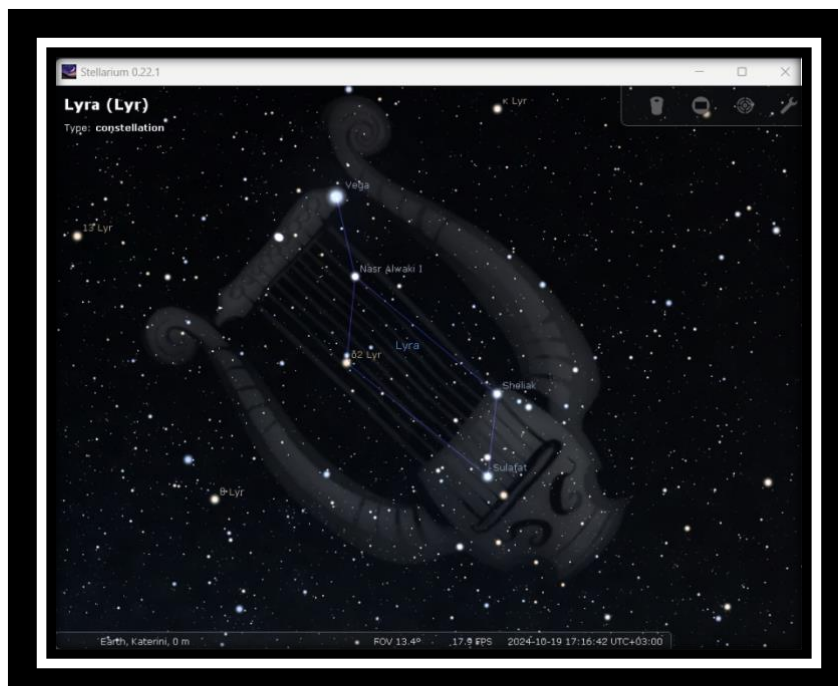 Stellarium 0.22.1
Lyra (Lyr)
κ Lyr
Type: constellation
Vega
13 Lyr
Nasr Alwaki I
Lyra
δ2 Lyr
Sheliak
Sulafat
θ Lyr
Earth, Katerini, 0 m FOV 13.4° 17.9 FPS 2024-10-19 17:16:42 UTC+03:00